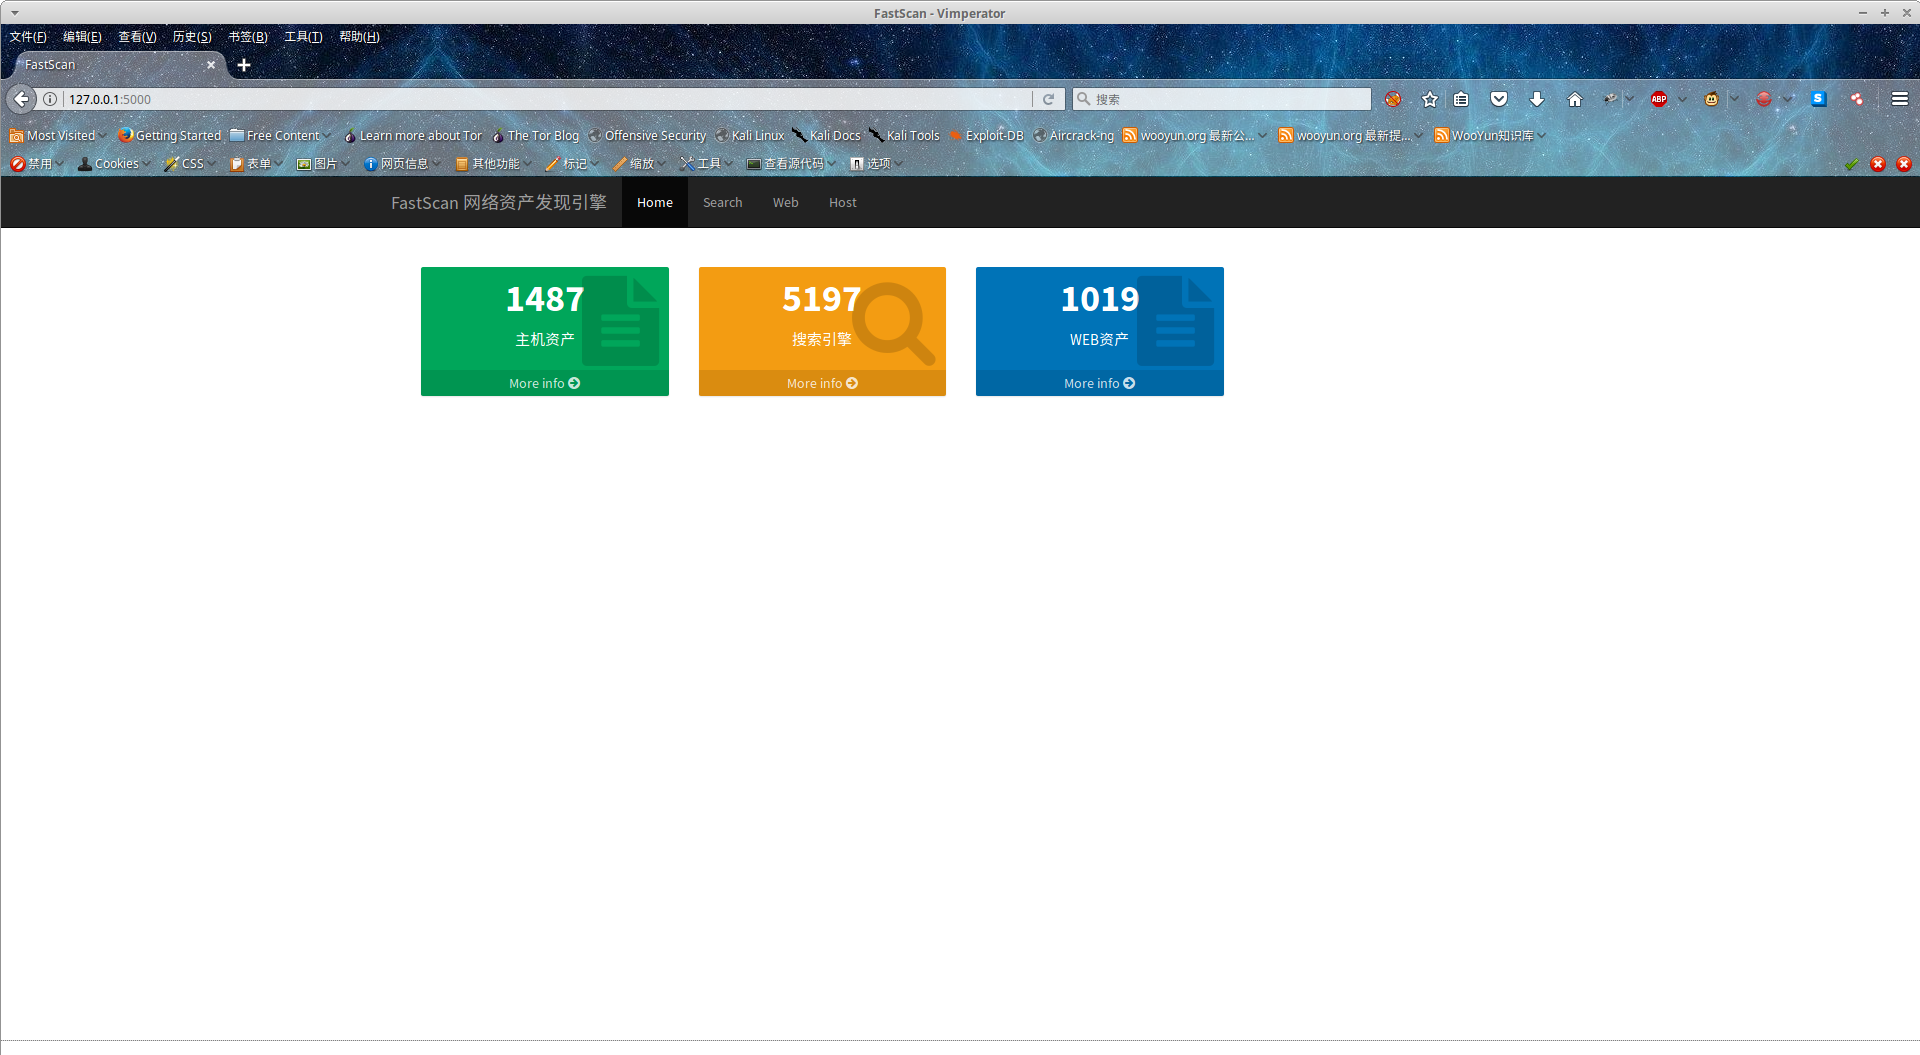 FastScan - Vimperator
文件(F) 编辑(E) 查看(V) 历史(S) 书签(B) 工具(T) 帮助(H)
FastScan
127.0.0.1:5000 搜索 ABP S
Most Visited Getting Started Free Content Learn more about Tor The Tor Blog Offensive Security Kali Linux Kali Docs Kali Tools Exploit-DB Aircrack-ng wooyun.org 最新公... wooyun.org 最新提... WooYun知识库
禁用 Cookies CSS 表单 图片 网页信息 其他功能 标记 缩放 工具 查看源代码 选项
FastScan 网络资产发现引擎 Home Search Web Host
1487 5197 1019
主机资产 搜索引擎 WEB资产
More info More info More info